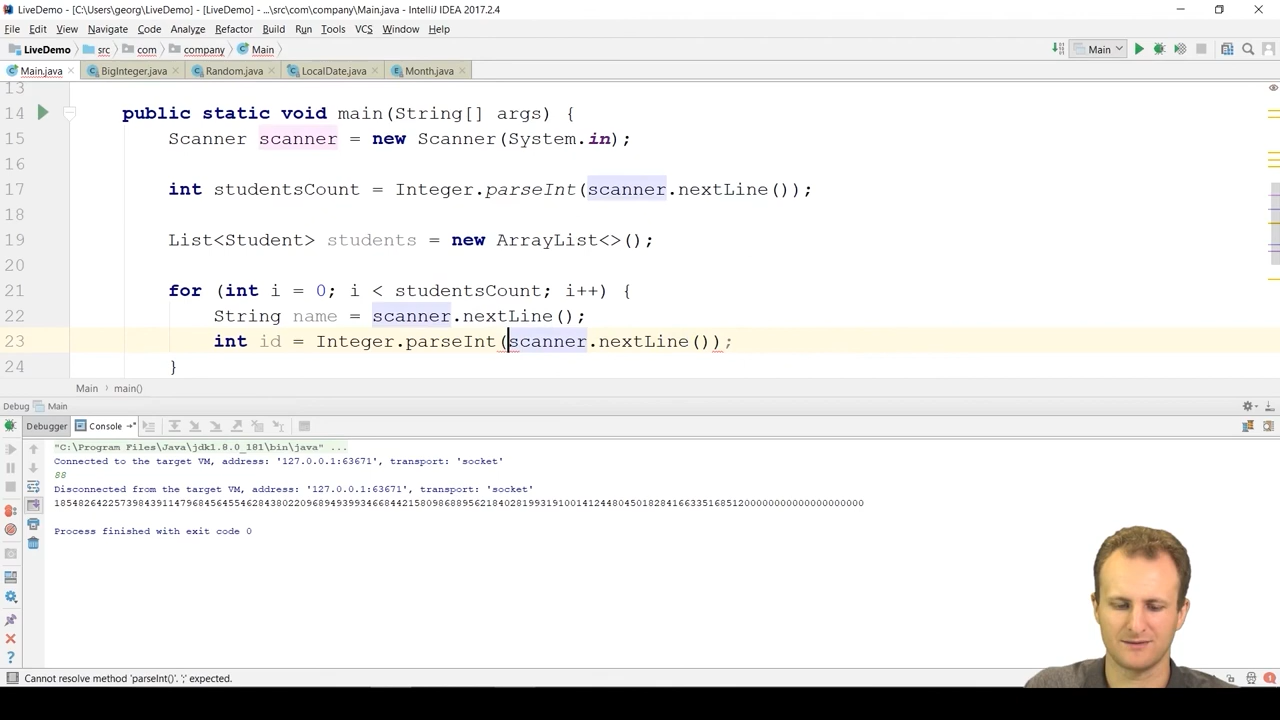 LiveDemo - [C:\Users\georg\LiveDemo] - [LiveDemo] - ...\src\com\company\Main.java - IntelliJ IDEA 2017.2.4
File Edit View Navigate Code Analyze Refactor Build Run Tools VCS Window Help
LiveDemo src com company Main Main
Main.java BigInteger.java Random.java LocalDate.java Month.java
13
14 public static void main(String[] args) {
15 Scanner scanner = new Scanner(System.in);
16
17 int studentsCount = Integer.parseInt(scanner.nextLine());
18
19 List<Student> students = new ArrayList<>();
20
21 for (int i = 0; i < studentsCount; i++) {
22 String name = scanner.nextLine();
23 int id = Integer.parseInt(scanner.nextLine());
24 }
Main main()
Debug Main
Debugger Console
"C:\Program Files\Java\jdk1.8.0_181\bin\java" ...
Connected to the target VM, address: '127.0.0.1:63671', transport: 'socket'
88
Disconnected from the target VM, address: '127.0.0.1:63671', transport: 'socket'
Process finished with exit code 0
Cannot resolve method 'parseInt()'. ';' expected.